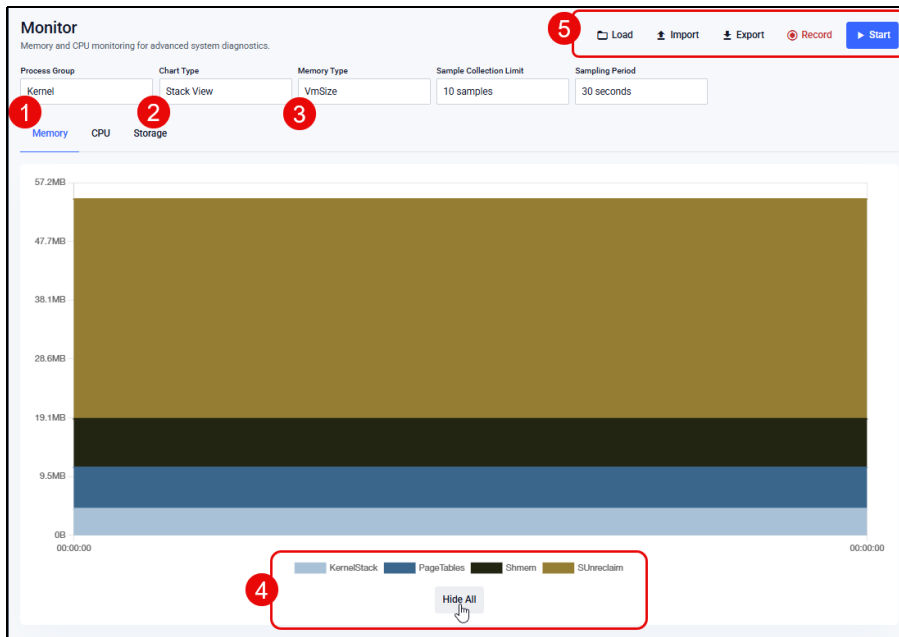 Monitor
Memory and CPU monitoring for advanced system diagnostics.
5
Load Import Export Record Start
Process Group Chart Type Memory Type Sample Collection Limit Sampling Period
Kernel Stack View VmSize 10 samples 30 seconds
1 2 3
Memory CPU Storage
57.2MB
47.7MB
38.1MB
28.6MB
19.1MB
9.5MB
0B
00:00:00 00:00:00
KernelStack PageTables Shmem SUnreclaim
4
Hide All